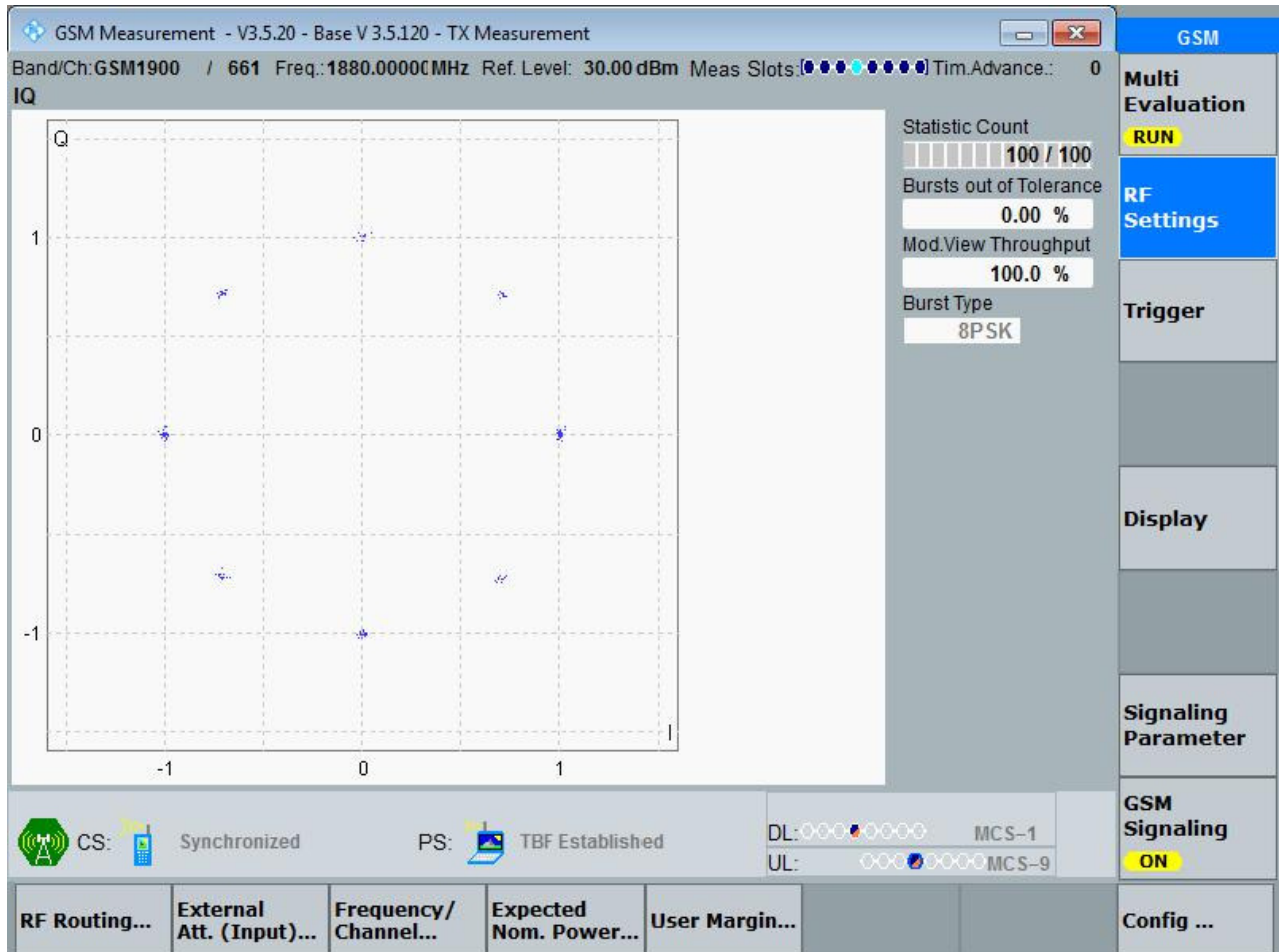 GSM Measurement - V3.5.20 - Base V 3.5.120 - TX Measurement
GSM
Band/Ch:GSM1900 / 661 Freq.:1880.00000MHz Ref. Level: 30.00 dBm Meas Slots: Tim.Advance.: 0
IQ
Multi
Evaluation
RUN
Q
Statistic Count
100 / 100
Bursts out of Tolerance
0.00 %
Mod.View Throughput
100.0 %
Burst Type
8PSK
RF
Settings
Trigger
Display
1
0
-1
I
-1 0 1
Signaling
Parameter
GSM
Signaling
ON
CS: Synchronized PS: TBF Established
DL: MCS-1
UL: MCS-9
RF Routing...
External
Att. (Input)...
Frequency/
Channel...
Expected
Nom. Power...
User Margin...
Config ...